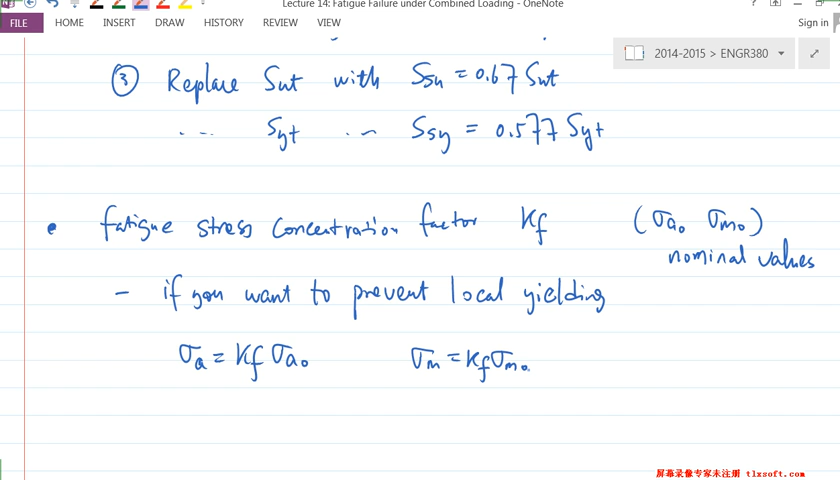 Lecture 14: Fatigue Failure under Combined Loading - OneNote
FILE HOME INSERT DRAW HISTORY REVIEW VIEW Sign in
2014-2015 > ENGR380
③ Replace Sut with Ssu = 0.67 Sut
.. .. Syt .. Ssy = 0.577 Syt
• fatigue stress concentration factor Kf (σa₀ σm₀)
nominal values
- if you want to prevent local yielding
σa = Kf σa₀ σm = Kf σm₀
屏幕录像专家未注册 tlxsoft.com